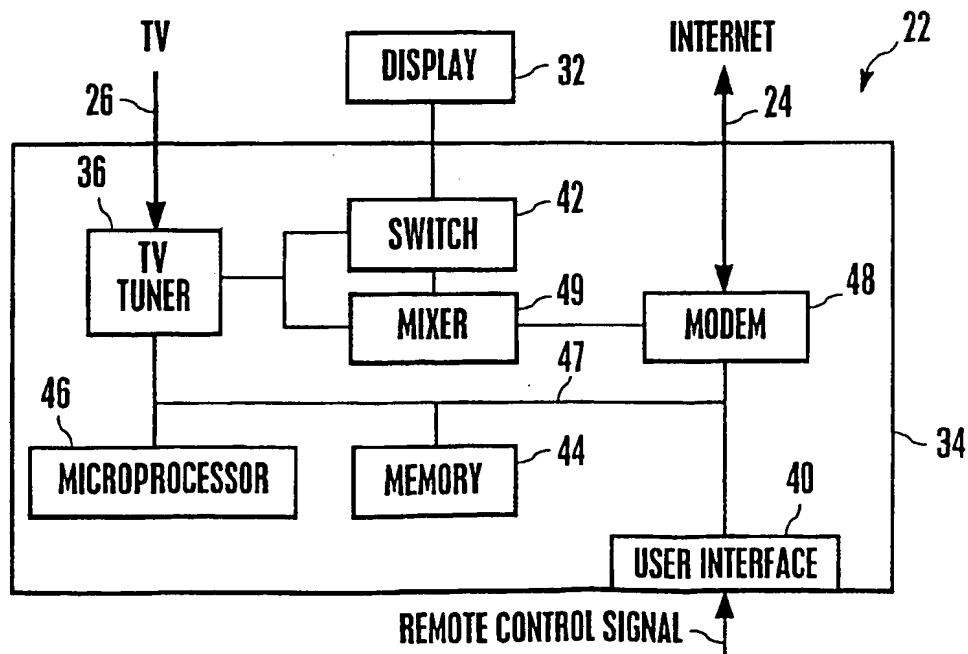 TV
INTERNET
22
DISPLAY
32
26
24
36
42
SWITCH
TV
TUNER
49
MIXER
48
MODEM
47
46
MICROPROCESSOR
44
MEMORY
34
40
USER INTERFACE
REMOTE CONTROL SIGNAL